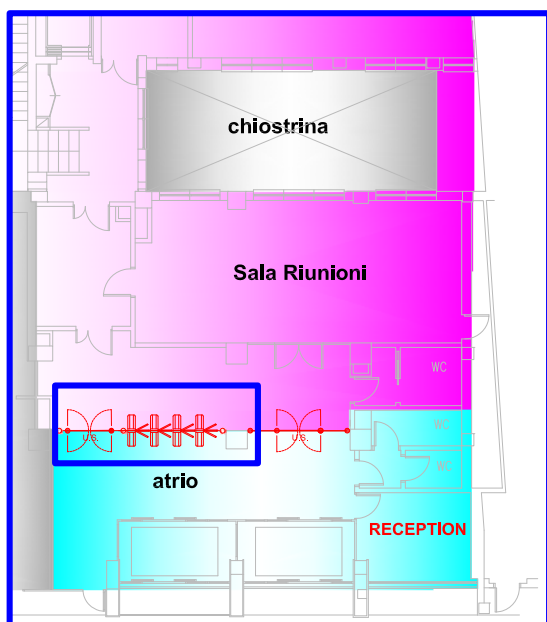 chiostrina
Sala Riunioni
WC
WC
U.S.
U.S.
WC
atrio
RECEPTION